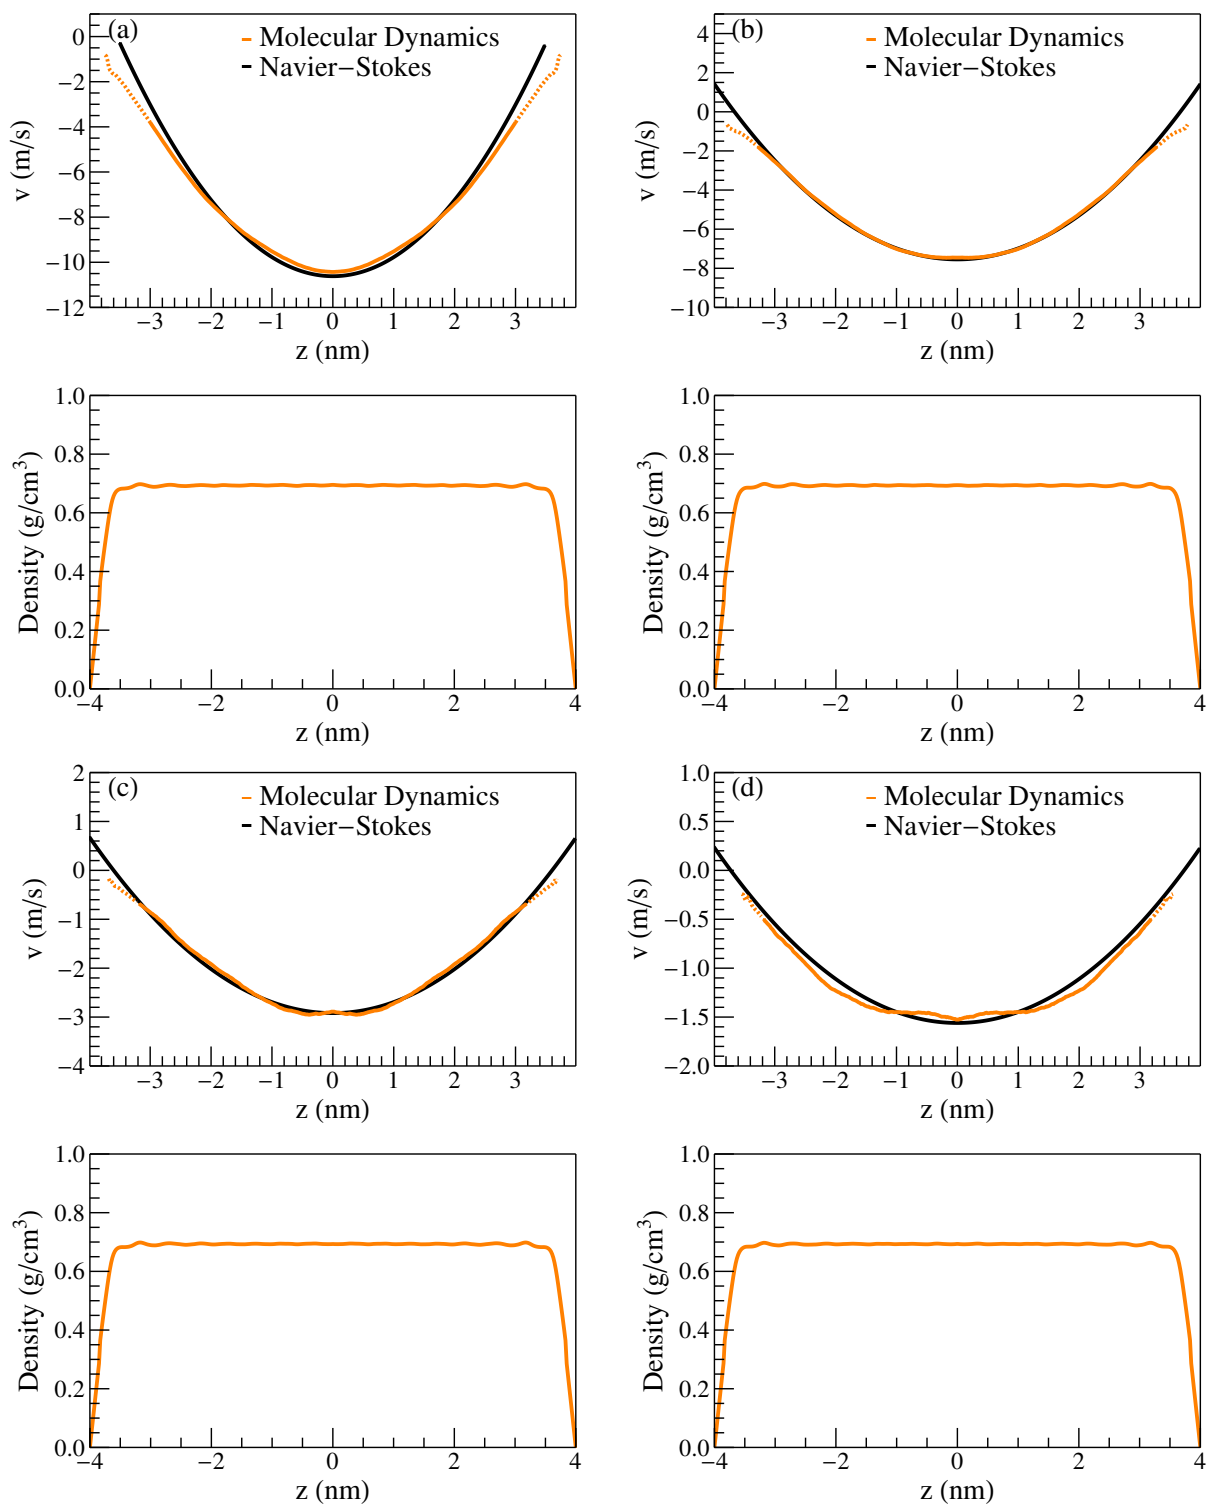 (a)
Molecular Dynamics
Navier−Stokes
0
−2
−4
−6
−8
−10
−12
v (m/s)
−3 −2 −1 0 1 2 3
z (nm)
(b)
Molecular Dynamics
Navier−Stokes
4
2
0
−2
−4
−6
−8
−10
v (m/s)
−3 −2 −1 0 1 2 3
z (nm)
1.0
0.8
0.6
0.4
0.2
0.0
Density (g/cm³)
−4 −2 0 2 4
z (nm)
1.0
0.8
0.6
0.4
0.2
0.0
Density (g/cm³)
−4 −2 0 2 4
z (nm)
(c)
Molecular Dynamics
Navier−Stokes
2
1
0
−1
−2
−3
−4
v (m/s)
−3 −2 −1 0 1 2 3
z (nm)
(d)
Molecular Dynamics
Navier−Stokes
1.0
0.5
0.0
−0.5
−1.0
−1.5
−2.0
v (m/s)
−3 −2 −1 0 1 2 3
z (nm)
1.0
0.8
0.6
0.4
0.2
0.0
Density (g/cm³)
−4 −2 0 2 4
z (nm)
1.0
0.8
0.6
0.4
0.2
0.0
Density (g/cm³)
−4 −2 0 2 4
z (nm)